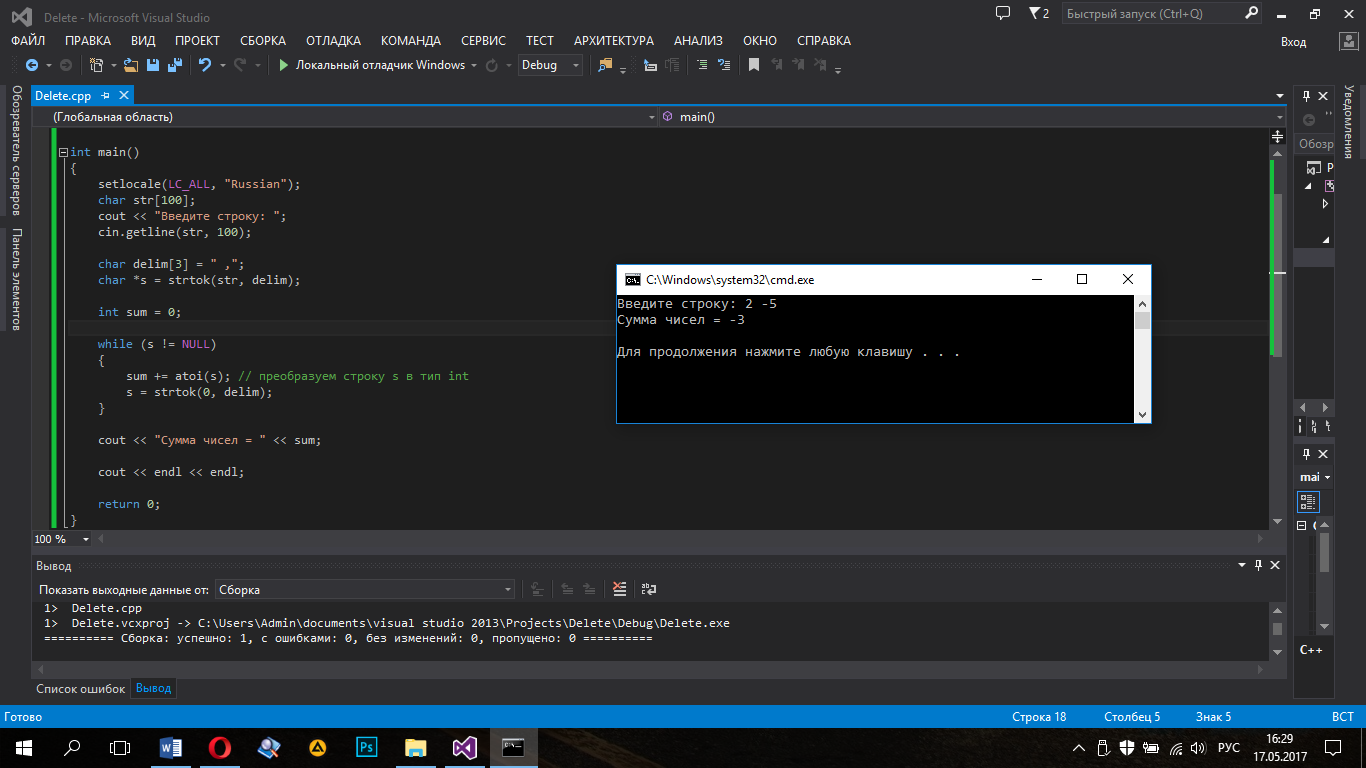 Delete - Microsoft Visual Studio
2
Быстрый запуск (Ctrl+Q)
ФАЙЛ ПРАВКА ВИД ПРОЕКТ СБОРКА ОТЛАДКА КОМАНДА СЕРВИС ТЕСТ АРХИТЕКТУРА АНАЛИЗ ОКНО СПРАВКА
Вход
Локальный отладчик Windows
Debug
Обозреватель серверов
Панель элементов
Delete.cpp
(Глобальная область)
main()
int main()
{
setlocale(LC_ALL, "Russian");
char str[100];
cout << "Введите строку: ";
cin.getline(str, 100);
char delim[3] = " ,";
char *s = strtok(str, delim);
int sum = 0;
while (s != NULL)
{
sum += atoi(s); // преобразуем строку s в тип int
s = strtok(0, delim);
}
cout << "Сумма чисел = " << sum;
cout << endl << endl;
return 0;
}
100 %
C:\Windows\system32\cmd.exe
Введите строку: 2 -5
Сумма чисел = -3
Для продолжения нажмите любую клавишу . . .
Уведомления
Обозр
mai
C++
Вывод
Показать выходные данные от: Сборка
1> Delete.cpp
1> Delete.vcxproj -> C:\Users\Admin\documents\visual studio 2013\Projects\Delete\Debug\Delete.exe
========== Сборка: успешно: 1, с ошибками: 0, без изменений: 0, пропущено: 0 ==========
Список ошибок Вывод
Готово
Строка 18 Столбец 5 Знак 5 ВСТ
Ps
РУС
16:29
17.05.2017